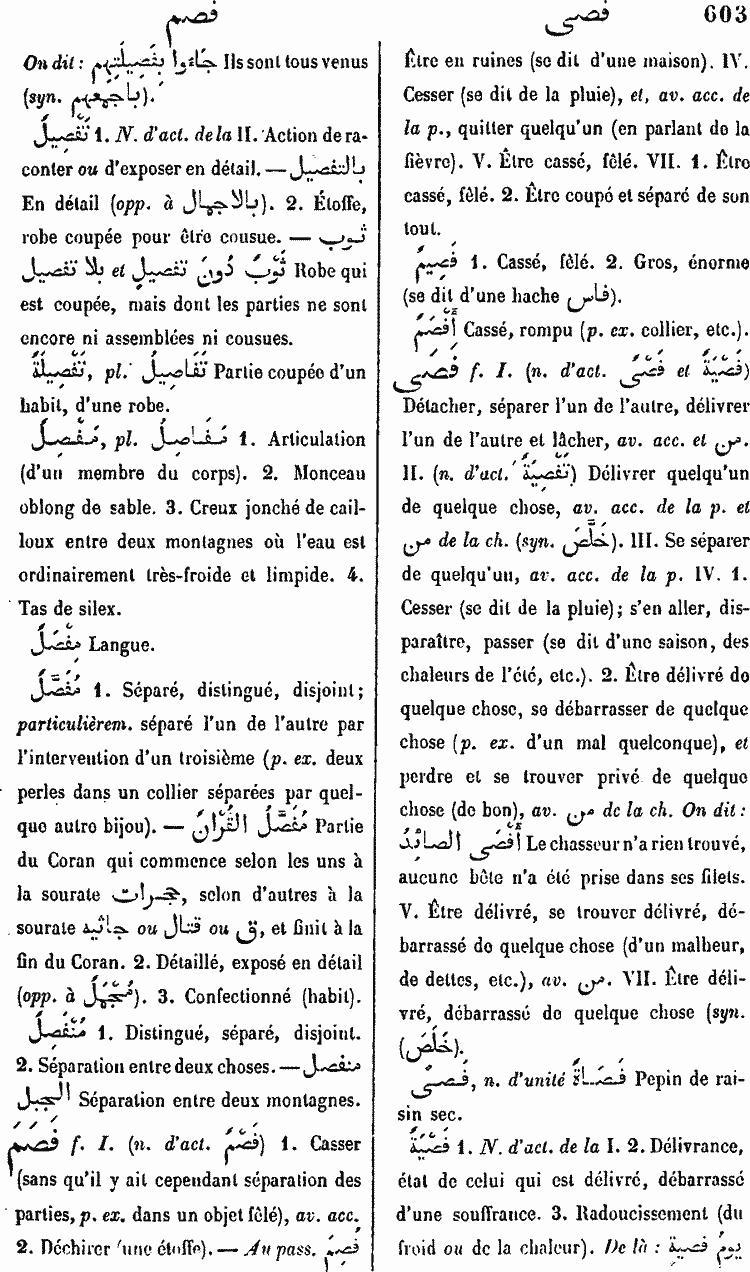 فصم
فصى
603
On dit : جَاءُوا بِفَصِيلَتِهِم Ils sont tous venus
(syn. بِاَجمَعِهِم).
تَفْصِيلٌ 1. N. d'act. de la II. Action de ra-
conter ou d'exposer en détail. — بالتفصيل
En détail (opp. à بالاجهال). 2. Étoffe,
robe coupée pour être cousue. — ثوب
بلا تفصيل et ثَوْبٌ دُونَ تفصيلٍ Robe qui
est coupée, mais dont les parties ne sont
encore ni assemblées ni cousues.
تَفْصِيلَةٌ, pl. تَفَاصِيلُ Partie coupée d'un
habit, d'une robe.
مَفْصِلٌ, pl. مَفَاصِلُ 1. Articulation
(d'un membre du corps). 2. Monceau
oblong de sable. 3. Creux jonché de cail-
loux entre deux montagnes où l'eau est
ordinairement très-froide et limpide. 4.
Tas de silex.
مِفْصَلٌ Langue.
مُفَصَّلٌ 1. Séparé, distingué, disjoint;
particulièrem. séparé l'un de l'autre par
l'intervention d'un troisième (p. ex. deux
perles dans un collier séparées par quel-
que autre bijou). — مُفَصَّلُ القُرْآنِ Partie
du Coran qui commence selon les uns à
la sourate حجرات, selon d'autres à la
sourate جاثيه ou قتال ou ق, et finit à la
fin du Coran. 2. Détaillé, exposé en détail
(opp. à مُجْهَلٌ). 3. Confectionné (habit).
مُنْفَصِلٌ 1. Distingué, séparé, disjoint.
2. Séparation entre deux choses. — منفصل
الجبل Séparation entre deux montagnes.
فَصَمَ f. I. (n. d'act. فَصْمٌ) 1. Casser
(sans qu'il y ait cependant séparation des
parties, p. ex. dans un objet fêlé), av. acc.
2. Déchirer (une étoffe). — Au pass. فُصِمَ
Être en ruines (se dit d'une maison). IV.
Cesser (se dit de la pluie), et, av. acc. de
la p., quitter quelqu'un (en parlant de la
fièvre). V. Être cassé, fêlé. VII. 1. Être
cassé, fêlé. 2. Être coupé et séparé de son
tout.
فَصِيمٌ 1. Cassé, fêlé. 2. Gros, énorme
(se dit d'une hache فاس).
أَفْصَمُ Cassé, rompu (p. ex. collier, etc.).
فَصَى f. I. (n. d'act. فَصْىٌ et فَصْيَةٌ)
Détacher, séparer l'un de l'autre, délivrer
l'un de l'autre et lâcher, av. acc. et من.
II. (n. d'act. تَفْصِيَةٌ) Délivrer quelqu'un
de quelque chose, av. acc. de la p. et
من de la ch. (syn. خَلَّصَ). III. Se séparer
de quelqu'un, av. acc. de la p. IV. 1.
Cesser (se dit de la pluie); s'en aller, dis-
paraître, passer (se dit d'une saison, des
chaleurs de l'été, etc.). 2. Être délivré de
quelque chose, se débarrasser de quelque
chose (p. ex. d'un mal quelconque), et
perdre et se trouver privé de quelque
chose (de bon), av. من de la ch. On dit :
أَفْصَى الصائدُ Le chasseur n'a rien trouvé,
aucune bête n'a été prise dans ses filets.
V. Être délivré, se trouver délivré, dé-
barrassé de quelque chose (d'un malheur,
de dettes, etc.), av. من. VII. Être déli-
vré, débarrassé de quelque chose (syn.
خَلَصَ).
فَصًى, n. d'unité فَصَاةٌ Pepin de rai-
sin sec.
فَصْيَةٌ 1. N. d'act. de la I. 2. Délivrance,
état de celui qui est délivré, débarrassé
d'une souffrance. 3. Radoucissement (du
froid ou de la chaleur). De là : يومُ فصيةٍ